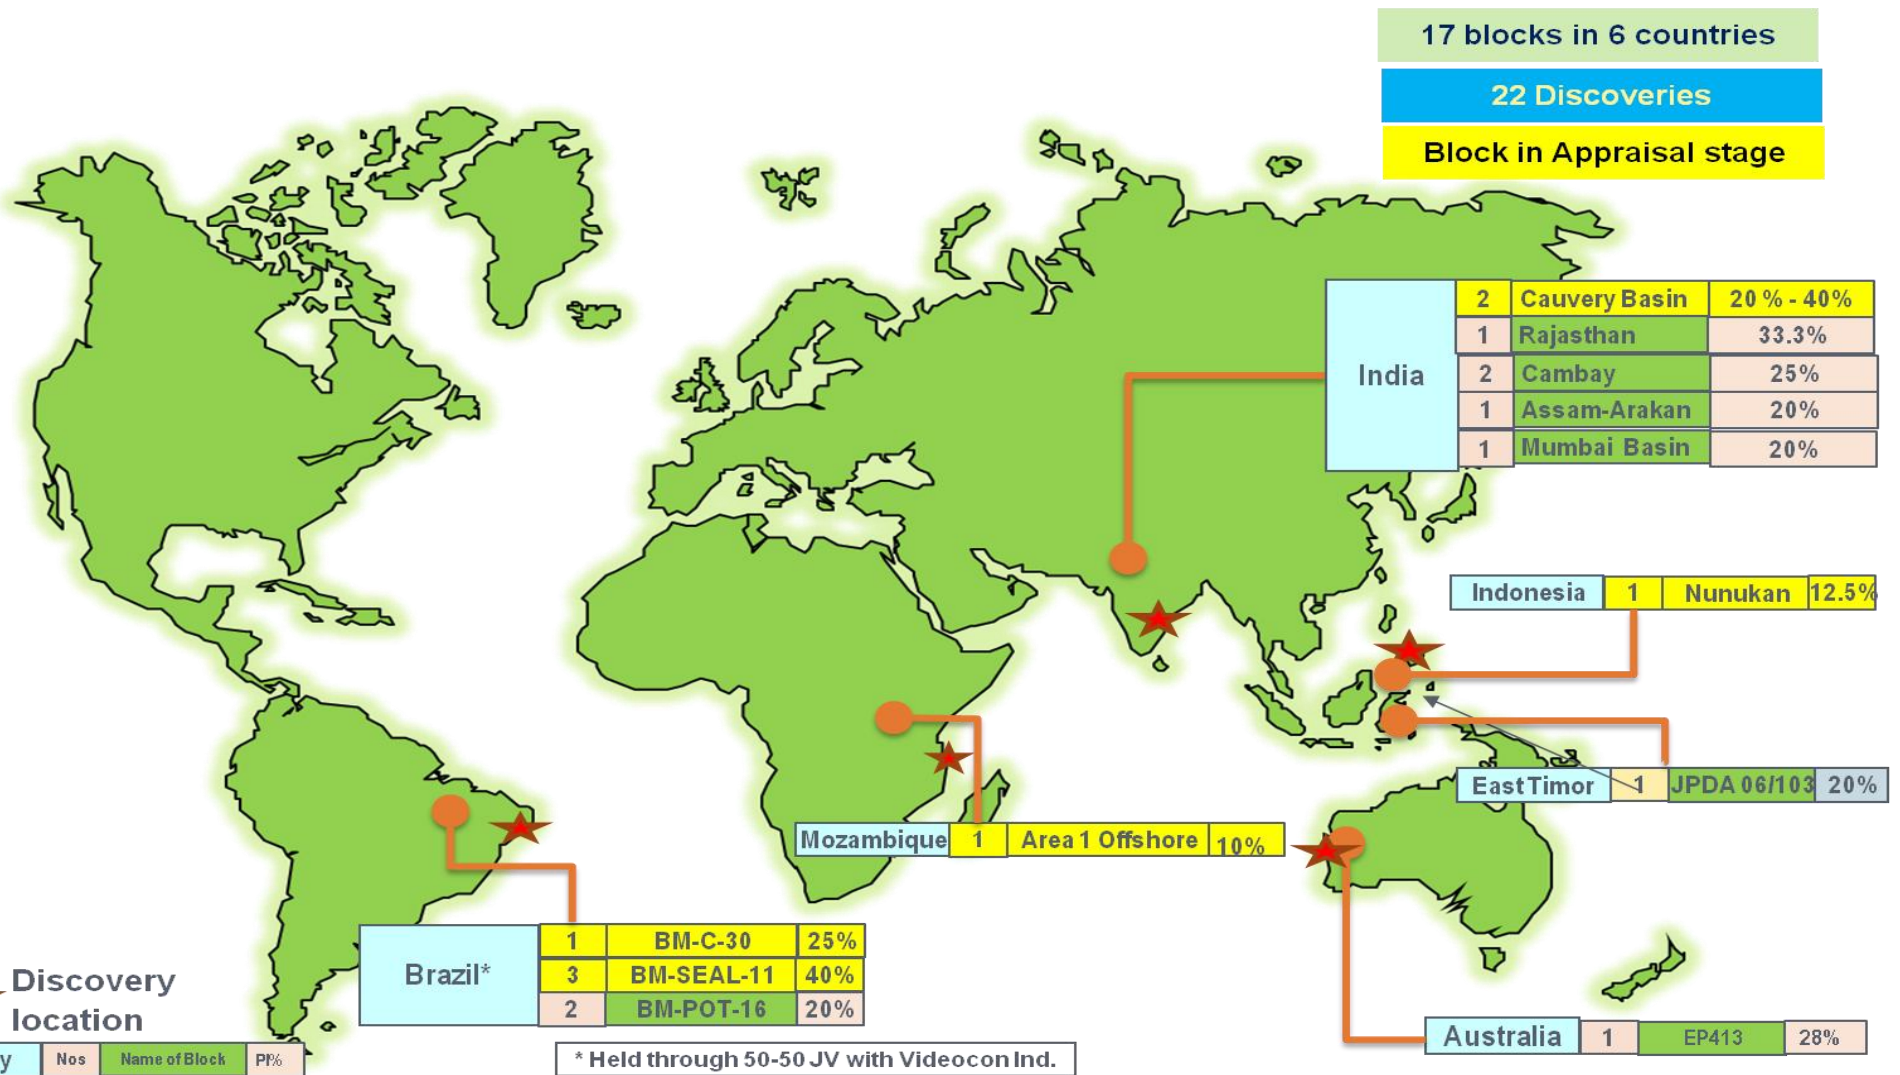 17 blocks in 6 countries
22 Discoveries
Block in Appraisal stage
India
2 Cauvery Basin 20 % - 40%
1 Rajasthan 33.3%
2 Cambay 25%
1 Assam-Arakan 20%
1 Mumbai Basin 20%
Indonesia 1 Nunukan 12.5%
East Timor 1 JPDA 06/103 20%
Mozambique 1 Area 1 Offshore 10%
Brazil*
1 BM-C-30 25%
3 BM-SEAL-11 40%
2 BM-POT-16 20%
Australia 1 EP413 28%
Discovery
location
y Nos Name of Block PI%
* Held through 50-50 JV with Videocon Ind.